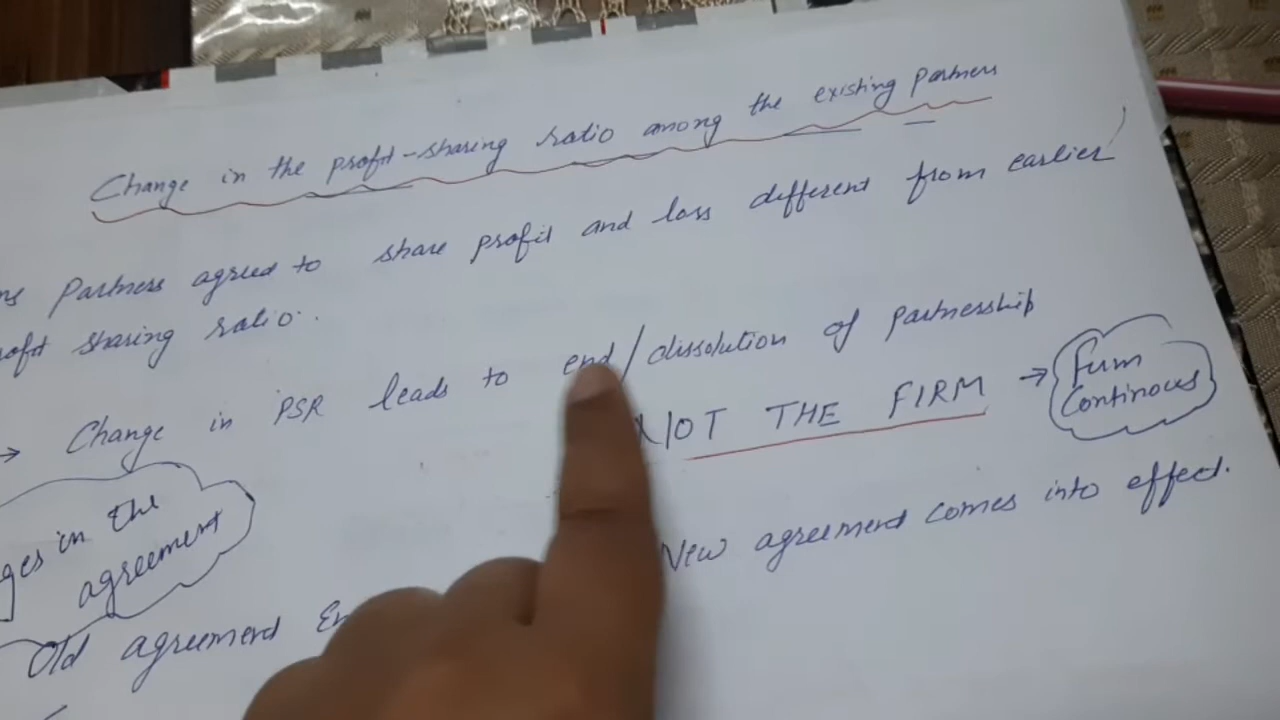 Change in the profit-sharing ratio among the existing Partners
Partners agreed to share profit and loss different from earlier
sharing ratio.
→ Change in PSR leads to end/dissolution of partnership
NOT THE FIRM → Firm
Continous
in the
agreement
New agreement comes into effect.
Old agreement